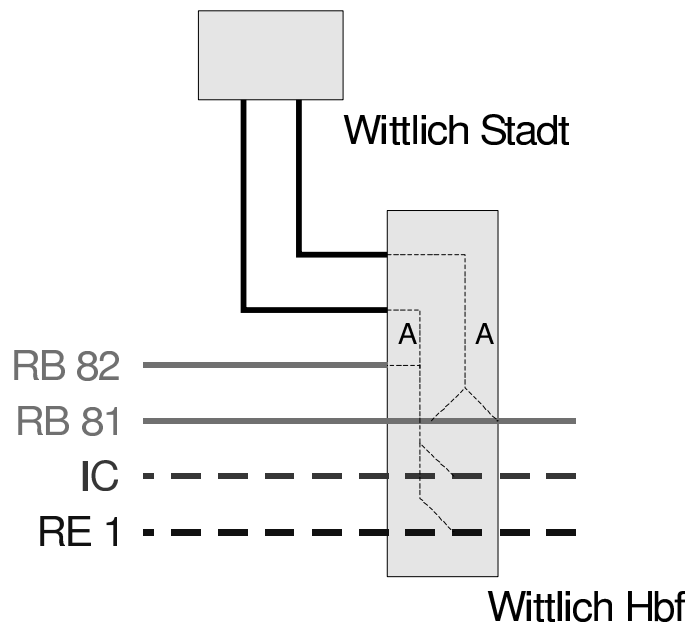 Wittlich Stadt
A A
RB 82
RB 81
IC
RE 1
Wittlich Hbf